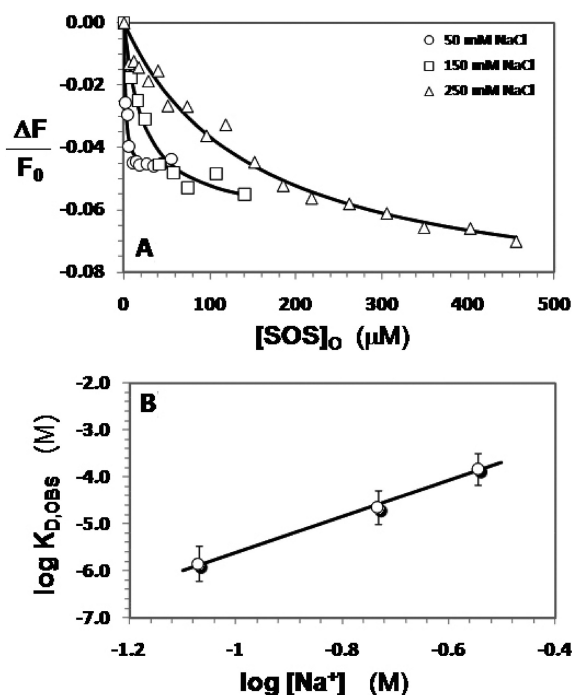 0.00
-0.02
-0.04
-0.06
-0.08
ΔF
F₀
50 mM NaCl
150 mM NaCl
250 mM NaCl
A
0 100 200 300 400 500
[SOS]O (μM)
B
-2.0
-3.0
-4.0
-5.0
-6.0
-7.0
log KD,OBS (M)
-1.2 -1 -0.8 -0.6 -0.4
log [Na⁺] (M)